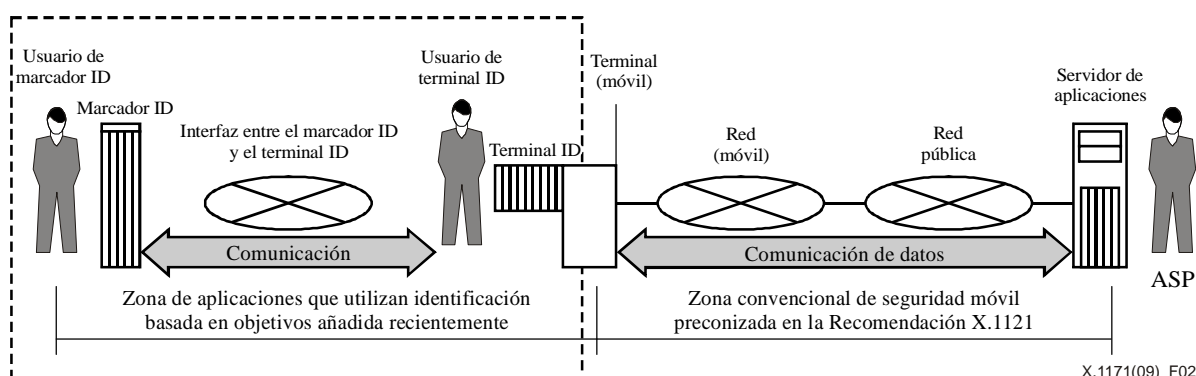 Usuario de
marcador ID
Marcador ID
Interfaz entre el marcador ID
y el terminal ID
Usuario de
terminal ID
Terminal ID
Terminal
(móvil)
Red
(móvil)
Red
pública
Servidor de
aplicaciones
Comunicación
Comunicación de datos
ASP
Zona de aplicaciones que utilizan identificación
basada en objetivos añadida recientemente
Zona convencional de seguridad móvil
preconizada en la Recomendación X.1121
X.1171(09)_F02